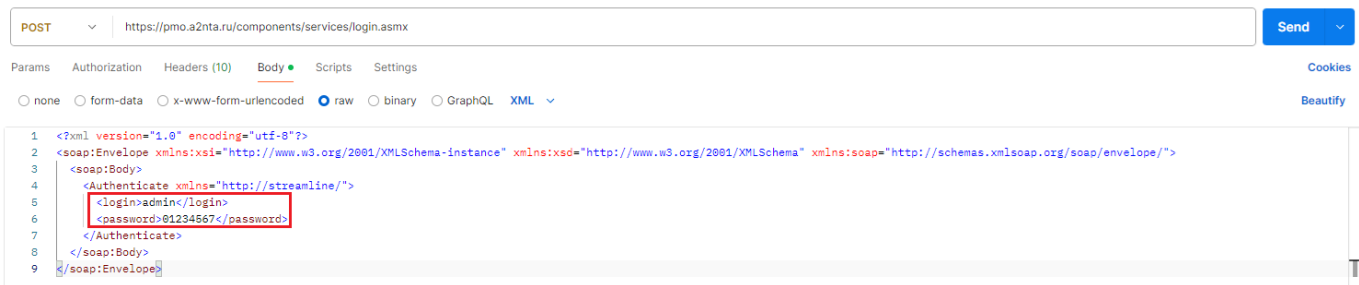 POST https://pmo.a2nta.ru/components/services/login.asmx Send
Params Authorization Headers (10) Body Scripts Settings Cookies
none form-data x-www-form-urlencoded raw binary GraphQL XML Beautify
1 <?xml version="1.0" encoding="utf-8"?>
2 <soap:Envelope xmlns:xsi="http://www.w3.org/2001/XMLSchema-instance" xmlns:xsd="http://www.w3.org/2001/XMLSchema" xmlns:soap="http://schemas.xmlsoap.org/soap/envelope/">
3 <soap:Body>
4 <Authenticate xmlns="http://streamline/">
5 <login>admin</login>
6 <password>01234567</password>
7 </Authenticate>
8 </soap:Body>
9 </soap:Envelope>